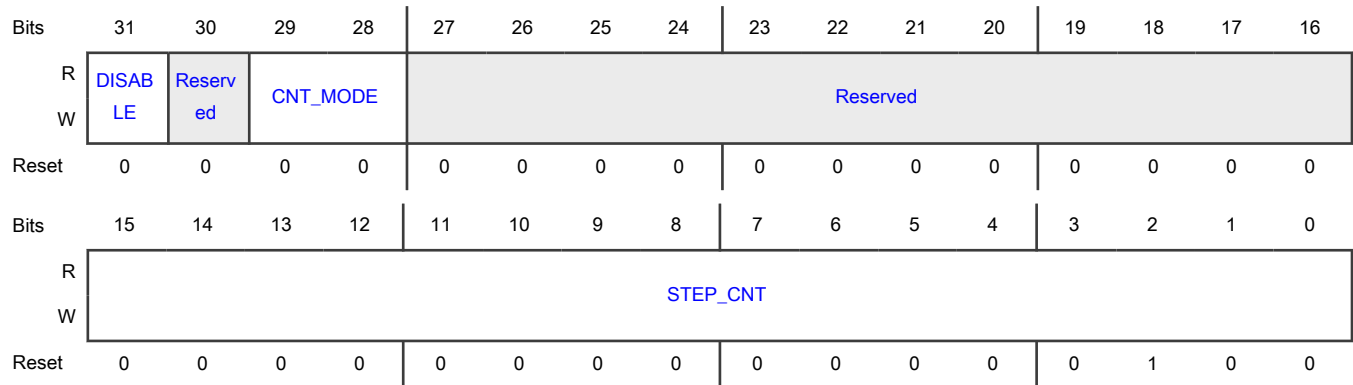 Bits 31 30 29 28 27 26 25 24 23 22 21 20 19 18 17 16
R
DISAB Reserv CNT_MODE Reserved
LE ed
W
Reset 0 0 0 0 0 0 0 0 0 0 0 0 0 0 0 0
Bits 15 14 13 12 11 10 9 8 7 6 5 4 3 2 1 0
R
STEP_CNT
W
Reset 0 0 0 0 0 0 0 0 0 0 0 0 0 1 0 0